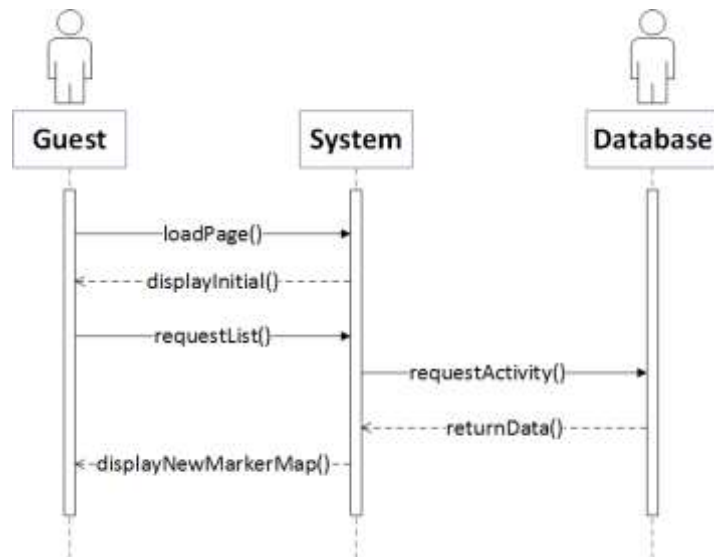 Guest
System
Database
loadPage()
displayInitial()
requestList()
requestActivity()
returnData()
displayNewMarkerMap()